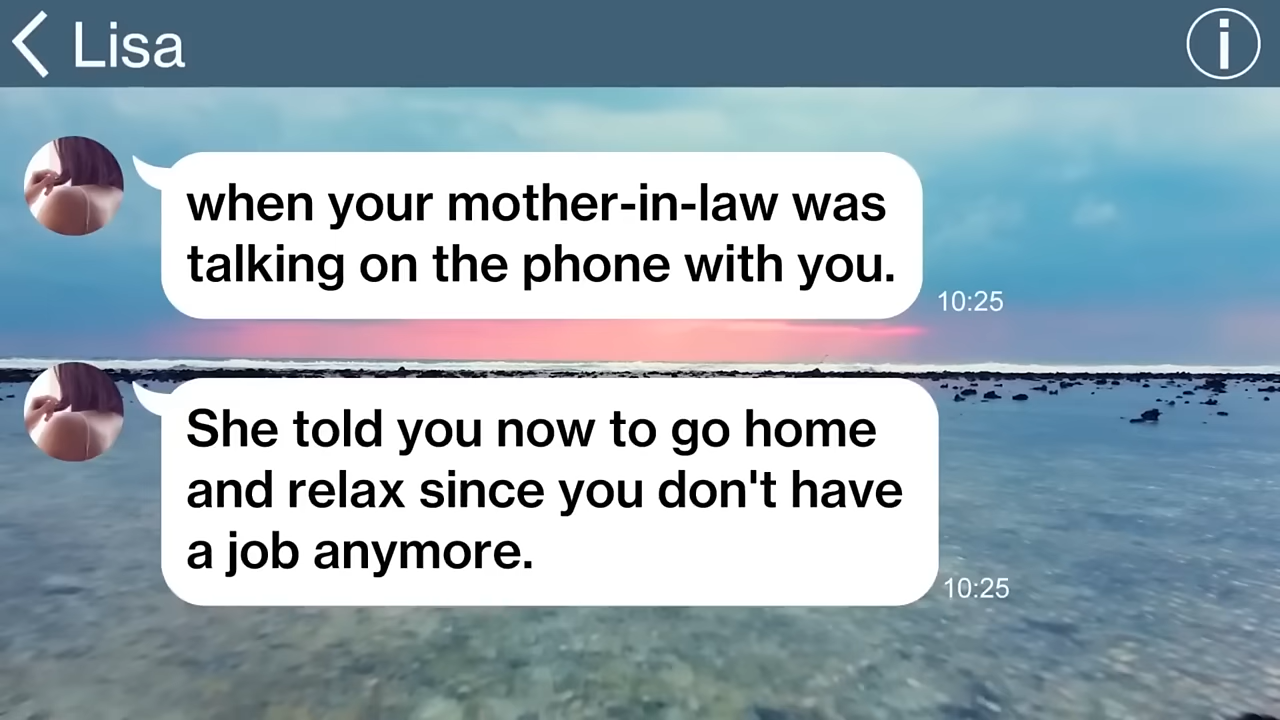 Lisa
when your mother-in-law was
talking on the phone with you.
10:25
She told you now to go home
and relax since you don't have
a job anymore.
10:25